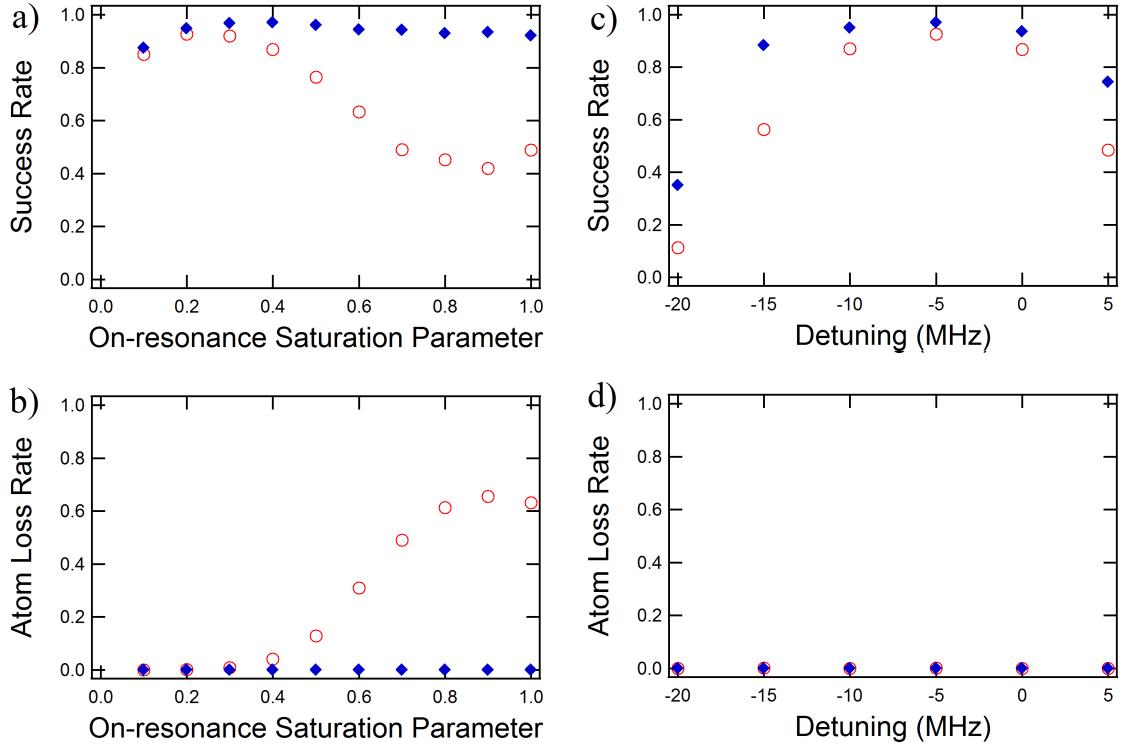 a)
1.0
0.8
0.6
0.4
0.2
0.0
Success Rate
0.0 0.2 0.4 0.6 0.8 1.0
On-resonance Saturation Parameter
c)
1.0
0.8
0.6
0.4
0.2
0.0
Success Rate
-20 -15 -10 -5 0 5
Detuning (MHz)
b)
1.0
0.8
0.6
0.4
0.2
0.0
Atom Loss Rate
0.0 0.2 0.4 0.6 0.8 1.0
On-resonance Saturation Parameter
d)
1.0
0.8
0.6
0.4
0.2
0.0
Atom Loss Rate
-20 -15 -10 -5 0 5
Detuning (MHz)